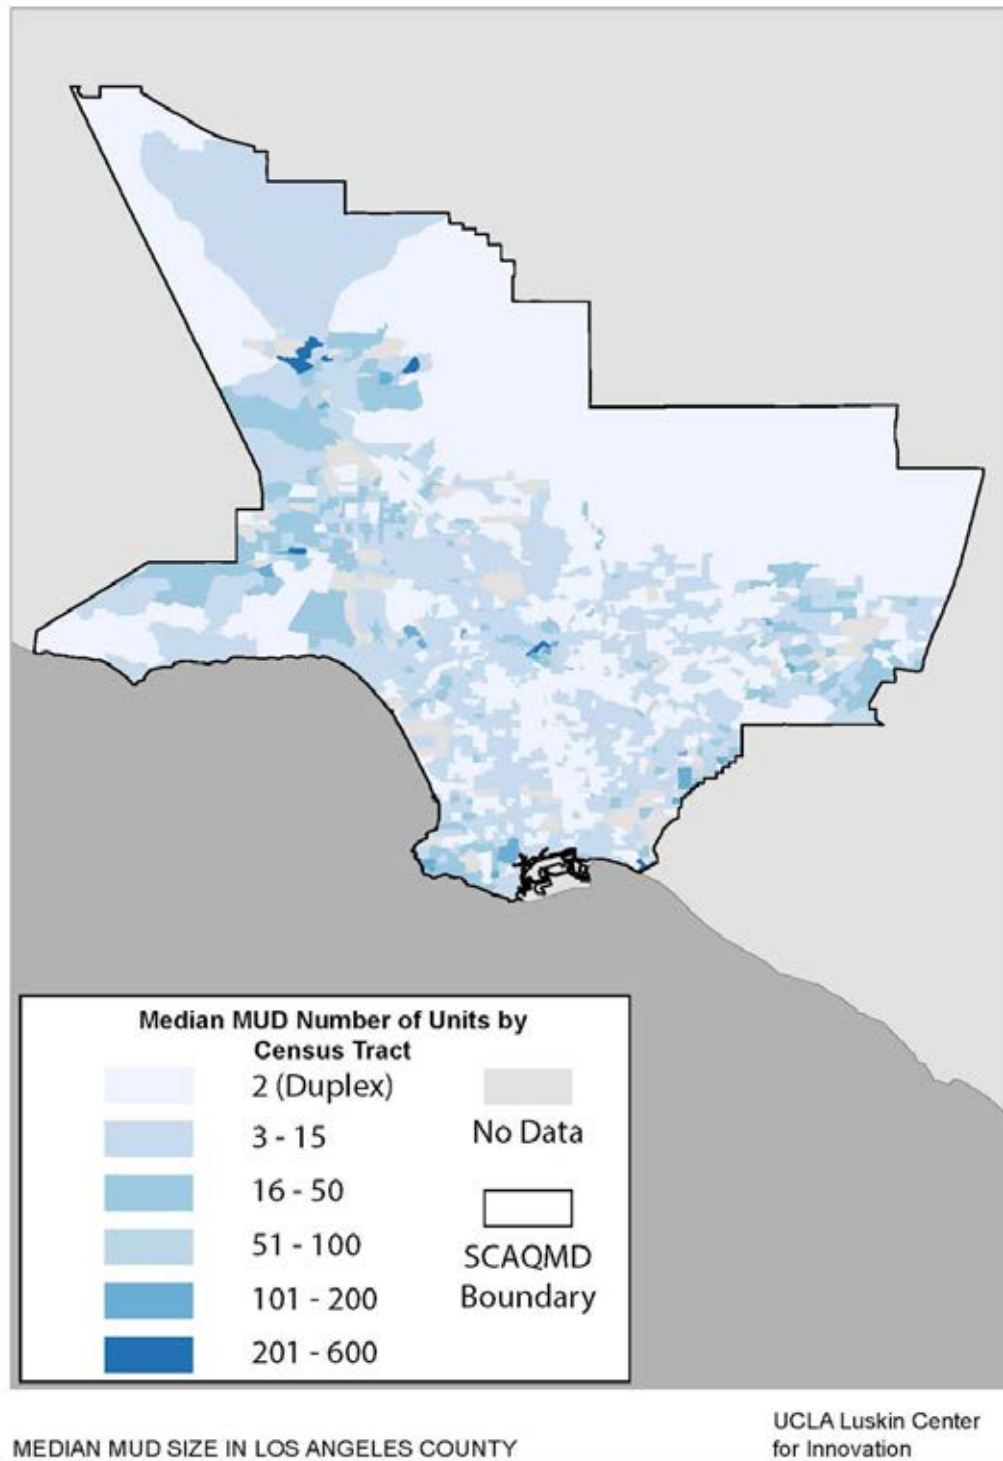 Median MUD Number of Units by
Census Tract
2 (Duplex)
3 - 15
16 - 50
51 - 100
101 - 200
201 - 600
No Data
SCAQMD
Boundary
MEDIAN MUD SIZE IN LOS ANGELES COUNTY
UCLA Luskin Center
for Innovation